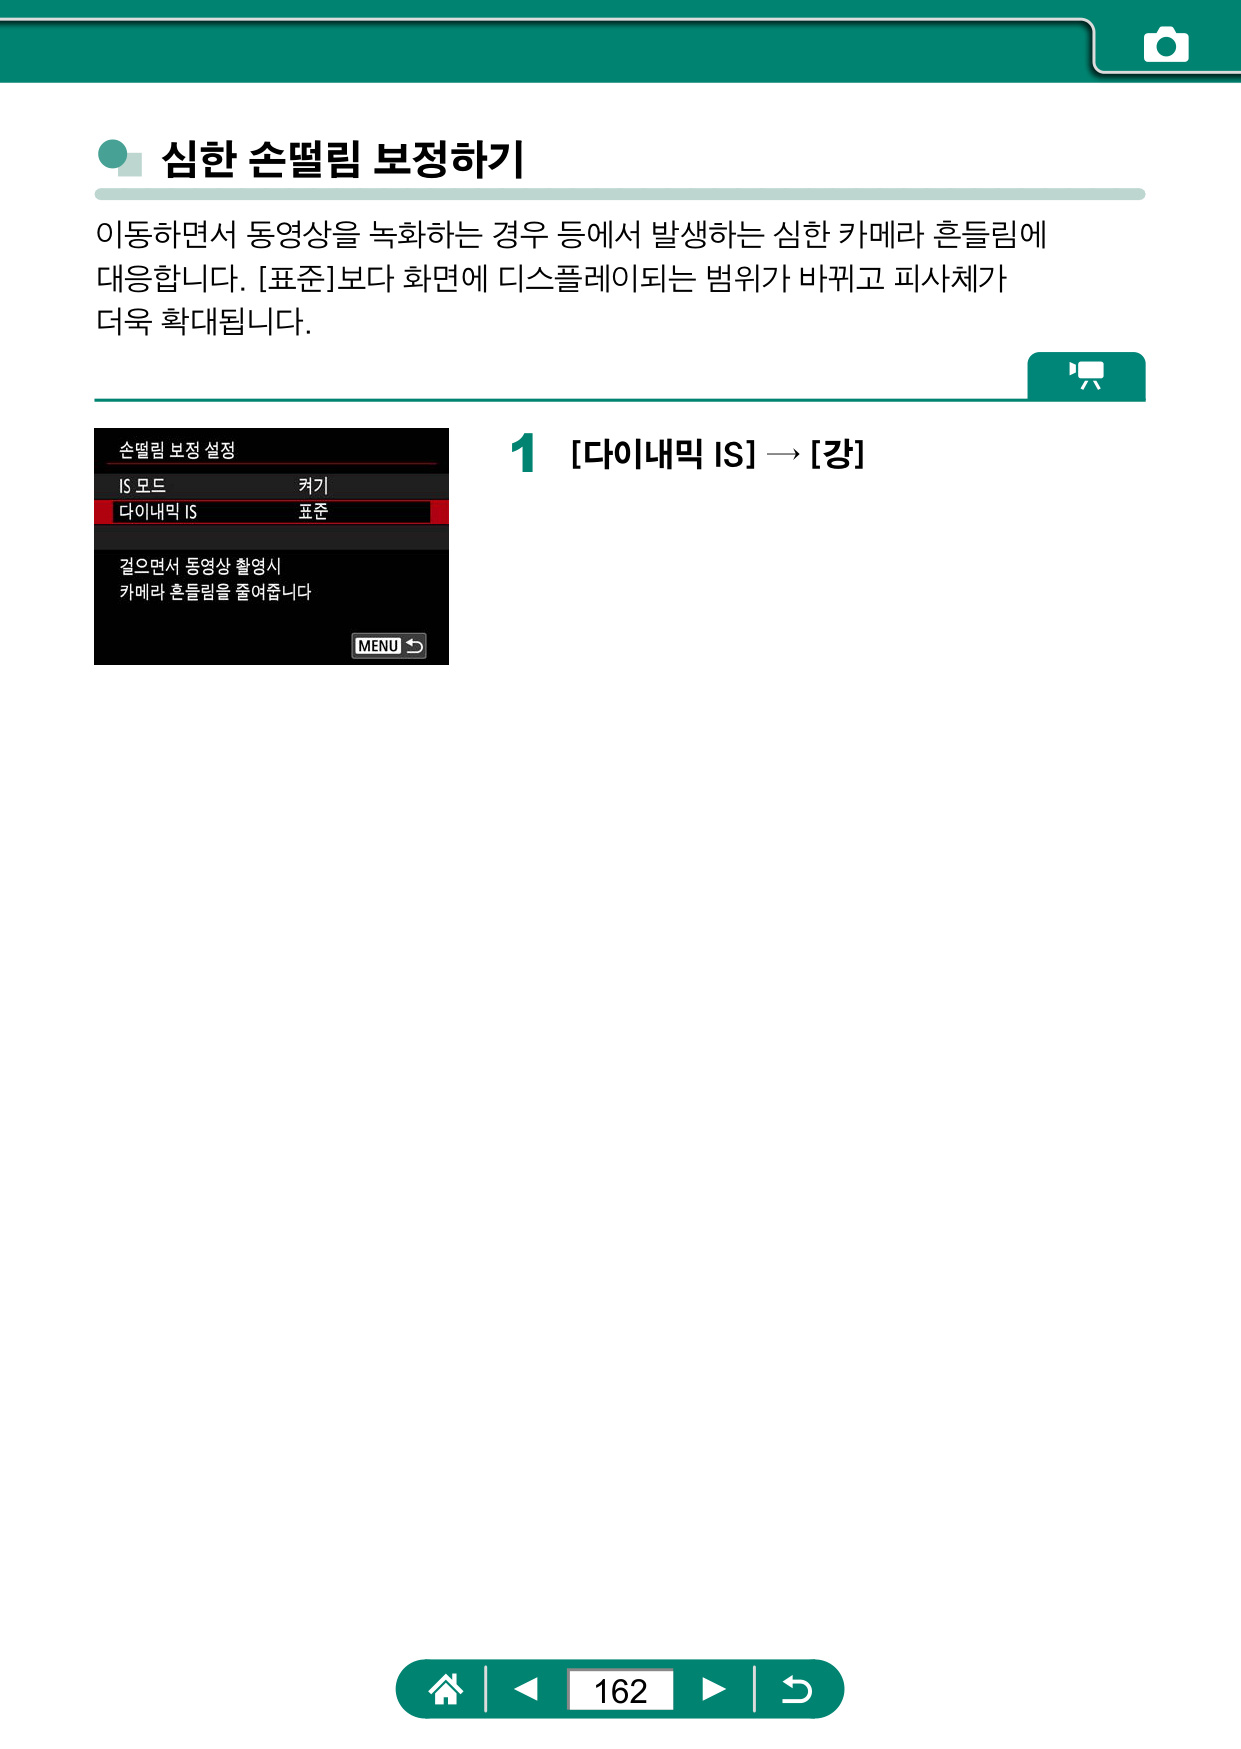 심한 손떨림 보정하기
이동하면서 동영상을 녹화하는 경우 등에서 발생하는 심한 카메라 흔들림에
대응합니다. [표준]보다 화면에 디스플레이되는 범위가 바뀌고 피사체가
더욱 확대됩니다.
손떨림 보정 설정
IS 모드 켜기
다이내믹 IS 표준
걸으면서 동영상 촬영시
카메라 흔들림을 줄여줍니다
MENU
1 [다이내믹 IS] → [강]
162